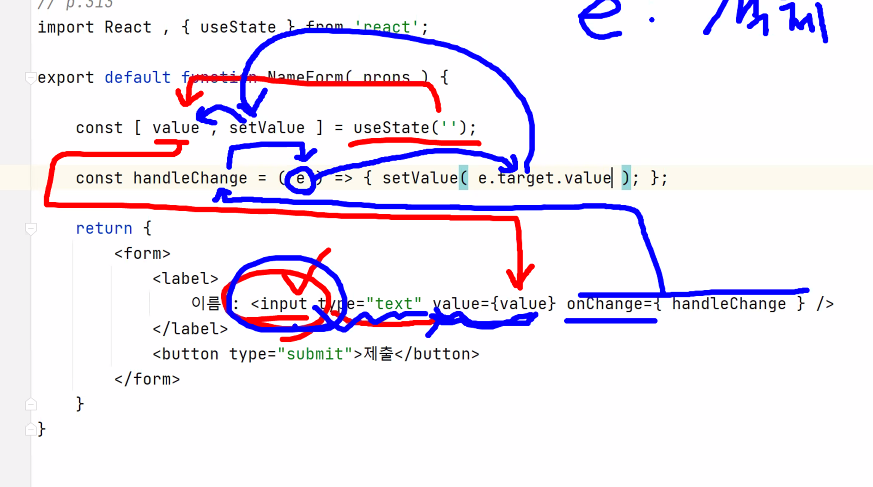 // p.313
e.
import React , { useState } from 'react';
export default function NameForm( props ) {
const [ value , setValue ] = useState('');
const handleChange = ( e ) => { setValue( e.target.value ); };
return {
<form>
<label>
이름 : <input type="text" value={value} onChange={ handleChange } />
</label>
<button type="submit">제출</button>
</form>
}
}